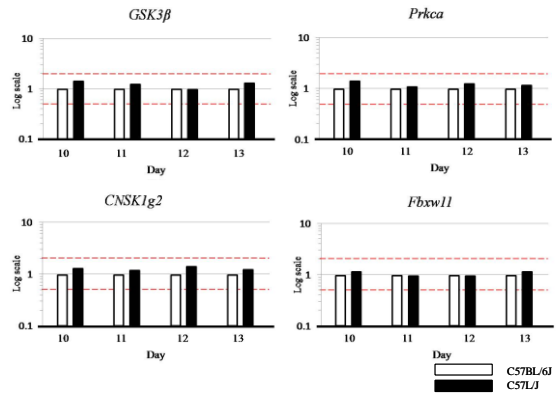 GSK3β
Log scale
10
1
0.1
10 11 12 13
Day
Prkca
Log scale
10
1
0.1
10 11 12 13
Day
CNSK1g2
Log scale
10
1
0.1
10 11 12 13
Day
Fbxw11
Log scale
10
1
0.1
10 11 12 13
Day
C57BL/6J
C57L/J